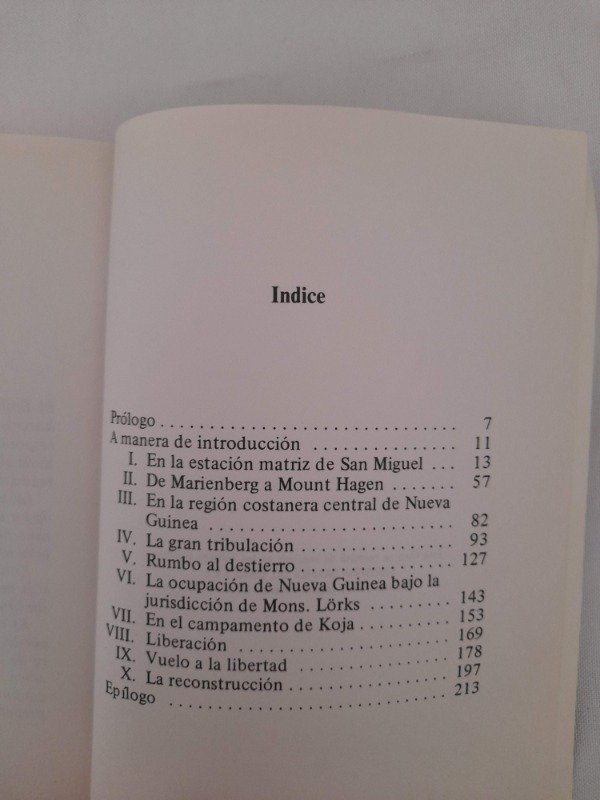 Indice
Prólogo . . . . . . . . . . . . . . . . . . . . . . . . . . . . . . . 7
A manera de introducción . . . . . . . . . . . . . . . 11
I. En la estación matriz de San Miguel . . . 13
II. De Marienberg a Mount Hagen . . . . . . . 57
III. En la región costanera central de Nueva
Guinea . . . . . . . . . . . . . . . . . . . . . . . . . . 82
IV. La gran tribulación . . . . . . . . . . . . . . . . . 93
V. Rumbo al destierro . . . . . . . . . . . . . . . . . 127
VI. La ocupación de Nueva Guinea bajo la
jurisdicción de Mons. Lörks . . . . . . . . . . 143
VII. En el campamento de Koja . . . . . . . . . . . 153
VIII. Liberación . . . . . . . . . . . . . . . . . . . . . . . 169
IX. Vuelo a la libertad . . . . . . . . . . . . . . . . . 178
X. La reconstrucción . . . . . . . . . . . . . . . . . . 197
Epílogo . . . . . . . . . . . . . . . . . . . . . . . . . . . . . . 213